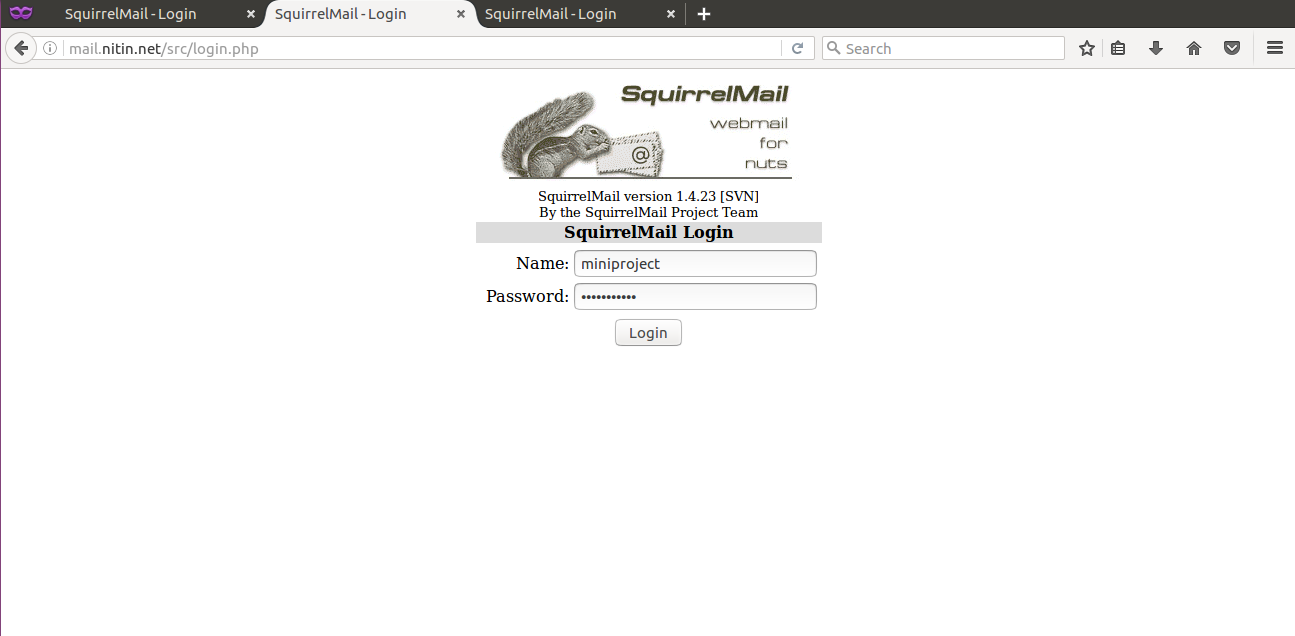 SquirrelMail - Login × SquirrelMail - Login × SquirrelMail - Login × +
mail.nitin.net/src/login.php Search
SquirrelMail
webmail
for
nuts
@
SquirrelMail version 1.4.23 [SVN]
By the SquirrelMail Project Team
SquirrelMail Login
Name: miniproject
Password: •••••••••••
Login